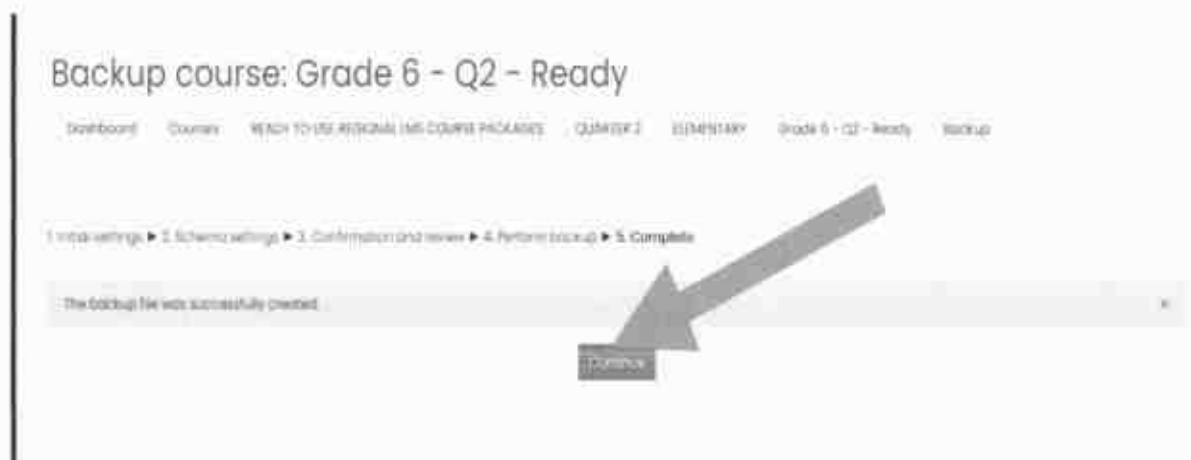 Backup course: Grade 6 - Q2 - Ready
Dashboard Courses READY TO USE REGIONAL LMS COURSE PACKAGES QUARTER 2 ELEMENTARY Grade 6 - Q2 - Ready Backup
1. Initial settings ► 2. Schema settings ► 3. Confirmation and review ► 4. Perform backup ► 5. Complete
The backup file was successfully created. ×
Continue